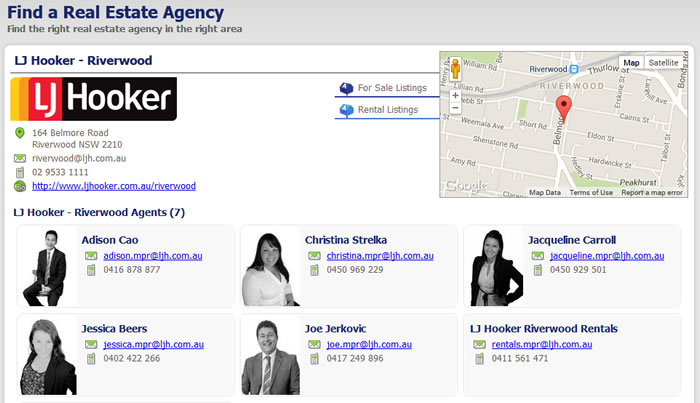 Find a Real Estate Agency
Find the right real estate agency in the right area
LJ Hooker - Riverwood
LJ Hooker
164 Belmore Road
Riverwood NSW 2210
riverwood@ljh.com.au
02 9533 1111
http://www.ljhooker.com.au/riverwood
For Sale Listings
Rental Listings
Map
Satellite
William Rd
Riverwood
Thurlow St
RIVERWOOD
Bonds Rd
Webb St
Weemala Ave
Short Rd
Belmore
Erskine St
Cairns St
Talbot St
Eldon St
Shenstone Rd
Hedley St
Hardwicke St
Amy Rd
Peakhurst
Forest
Google
Map Data
Terms of Use
Report a map error
LJ Hooker - Riverwood Agents (7)
Adison Cao
adison.mpr@ljh.com.au
0416 878 877
Christina Strelka
christina.mpr@ljh.com.au
0450 969 229
Jacqueline Carroll
jacqueline.mpr@ljh.com.au
0450 929 501
Jessica Beers
jessica.mpr@ljh.com.au
0402 422 266
Joe Jerkovic
joe.mpr@ljh.com.au
0417 249 896
LJ Hooker Riverwood Rentals
rentals.mpr@ljh.com.au
0411 561 471